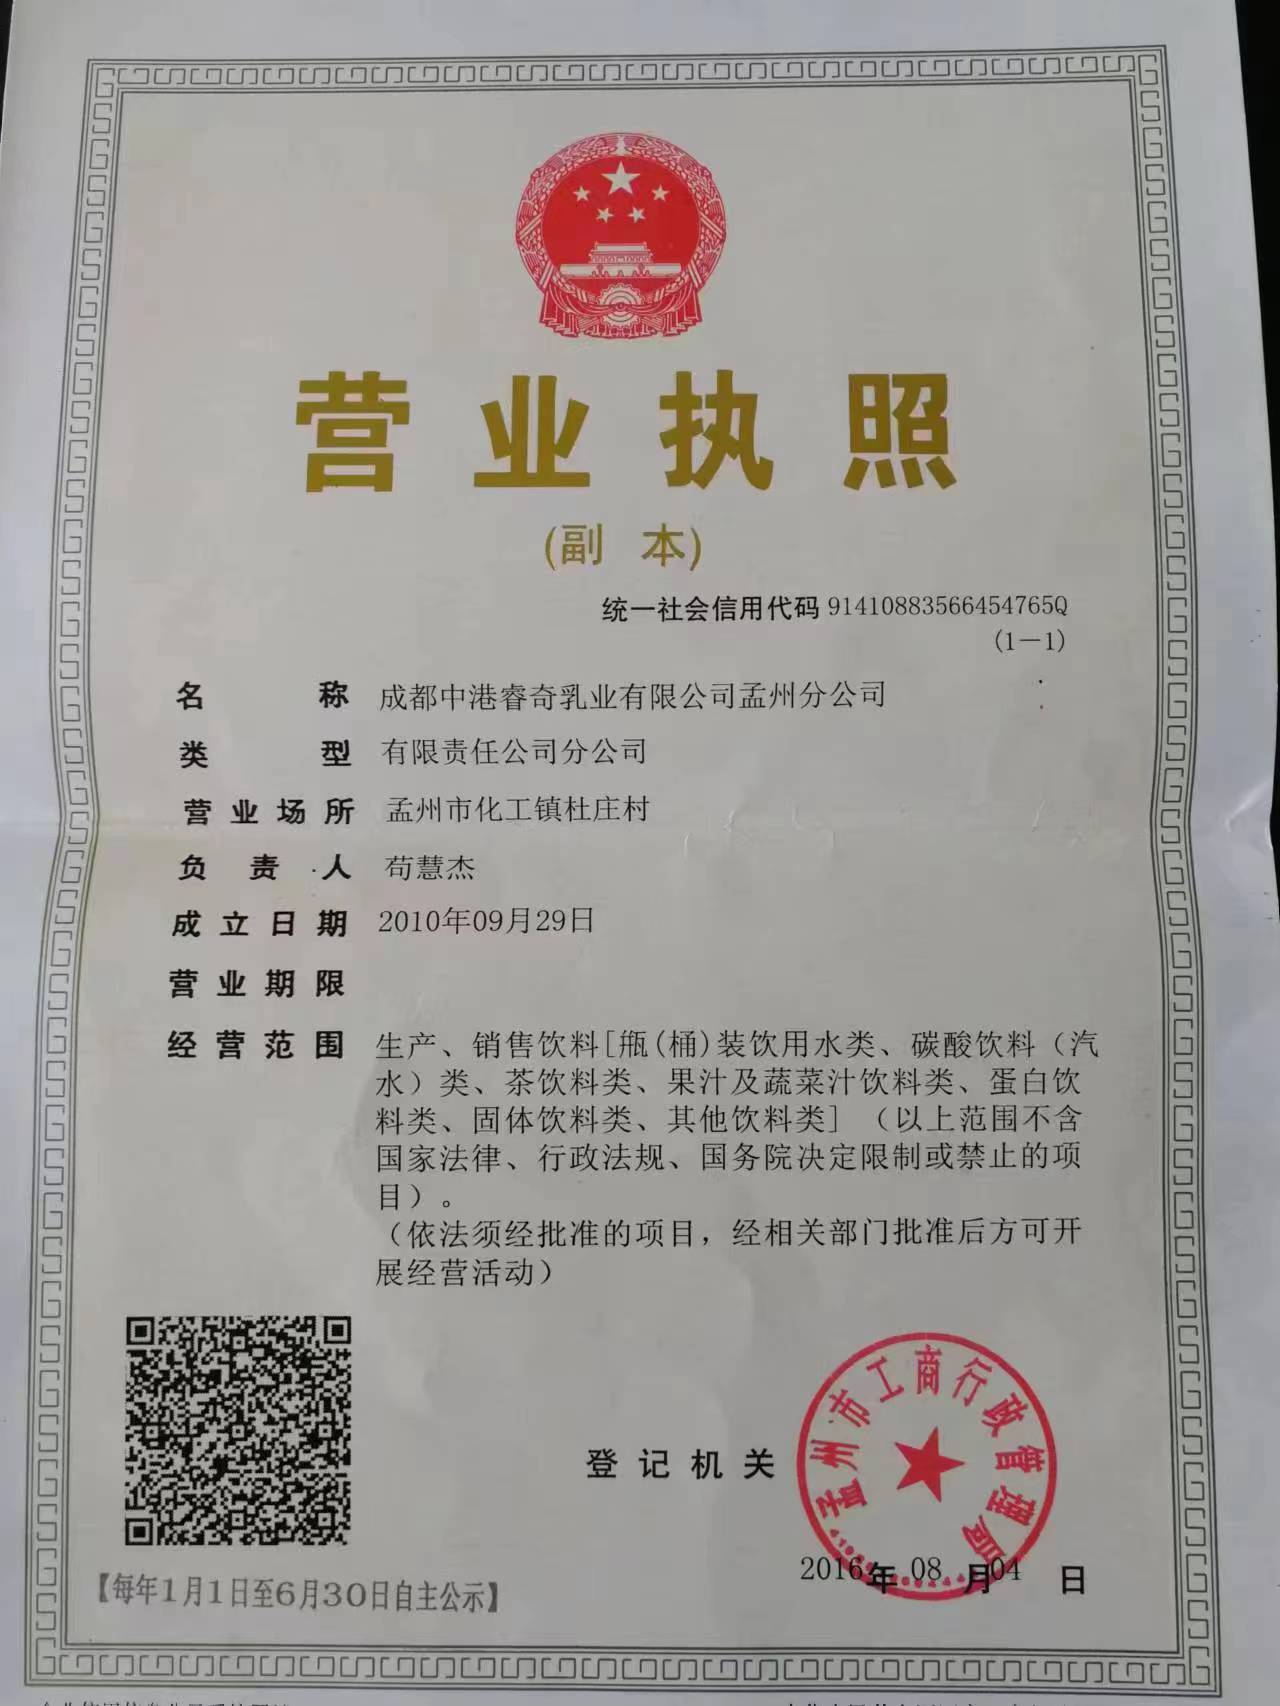 营业执照
(副 本)
统一社会信用代码 91410883566454765Q
(1-1)
名称 成都中港睿奇乳业有限公司孟州分公司
类型 有限责任公司分公司
营业场所 孟州市化工镇杜庄村
负责人 苟慧杰
成立日期 2010年09月29日
营业期限
经营范围 生产、销售饮料[瓶(桶)装饮用水类、碳酸饮料（汽
水）类、茶饮料类、果汁及蔬菜汁饮料类、蛋白饮
料类、固体饮料类、其他饮料类]（以上范围不含
国家法律、行政法规、国务院决定限制或禁止的项
目）。
（依法须经批准的项目，经相关部门批准后方可开
展经营活动）
登记机关
孟州市工商行政管理局
2016年08月04日
【每年1月1日至6月30日自主公示】